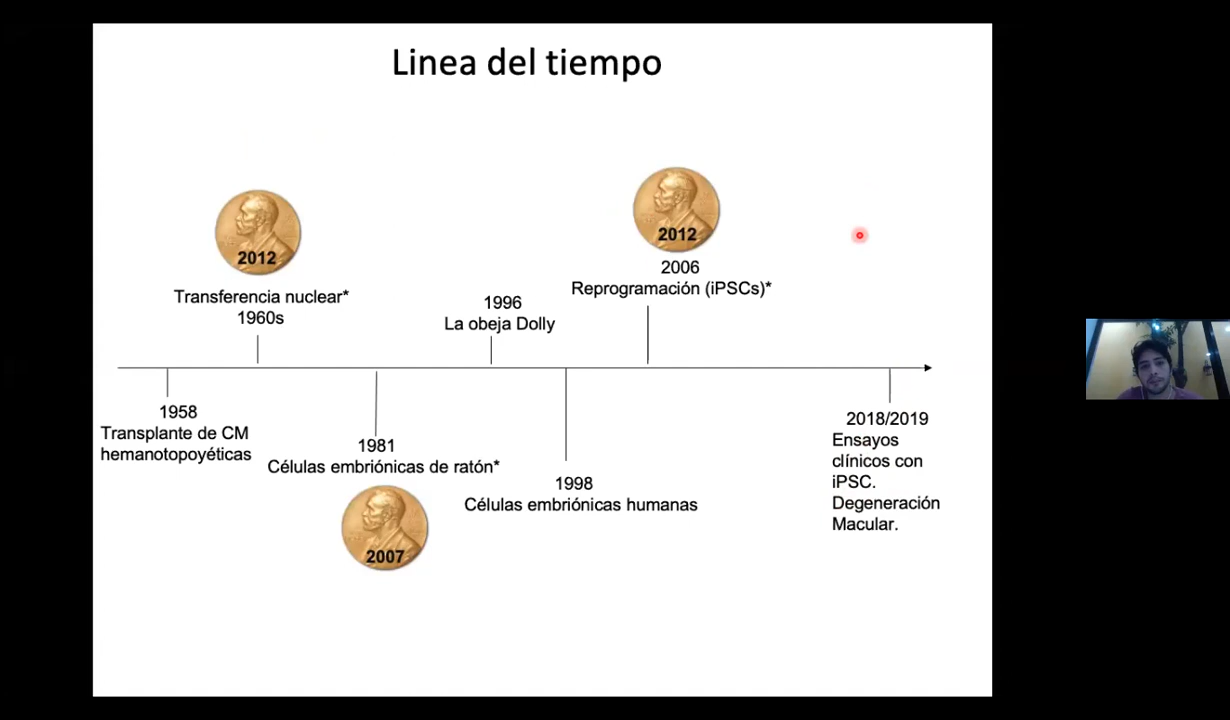 Linea del tiempo
2012
Transferencia nuclear*
1960s
1996
La obeja Dolly
2012
2006
Reprogramación (iPSCs)*
1958
Transplante de CM
hemanotopoyéticas
1981
Células embriónicas de ratón*
2007
1998
Células embriónicas humanas
2018/2019
Ensayos
clínicos con
iPSC.
Degeneración
Macular.